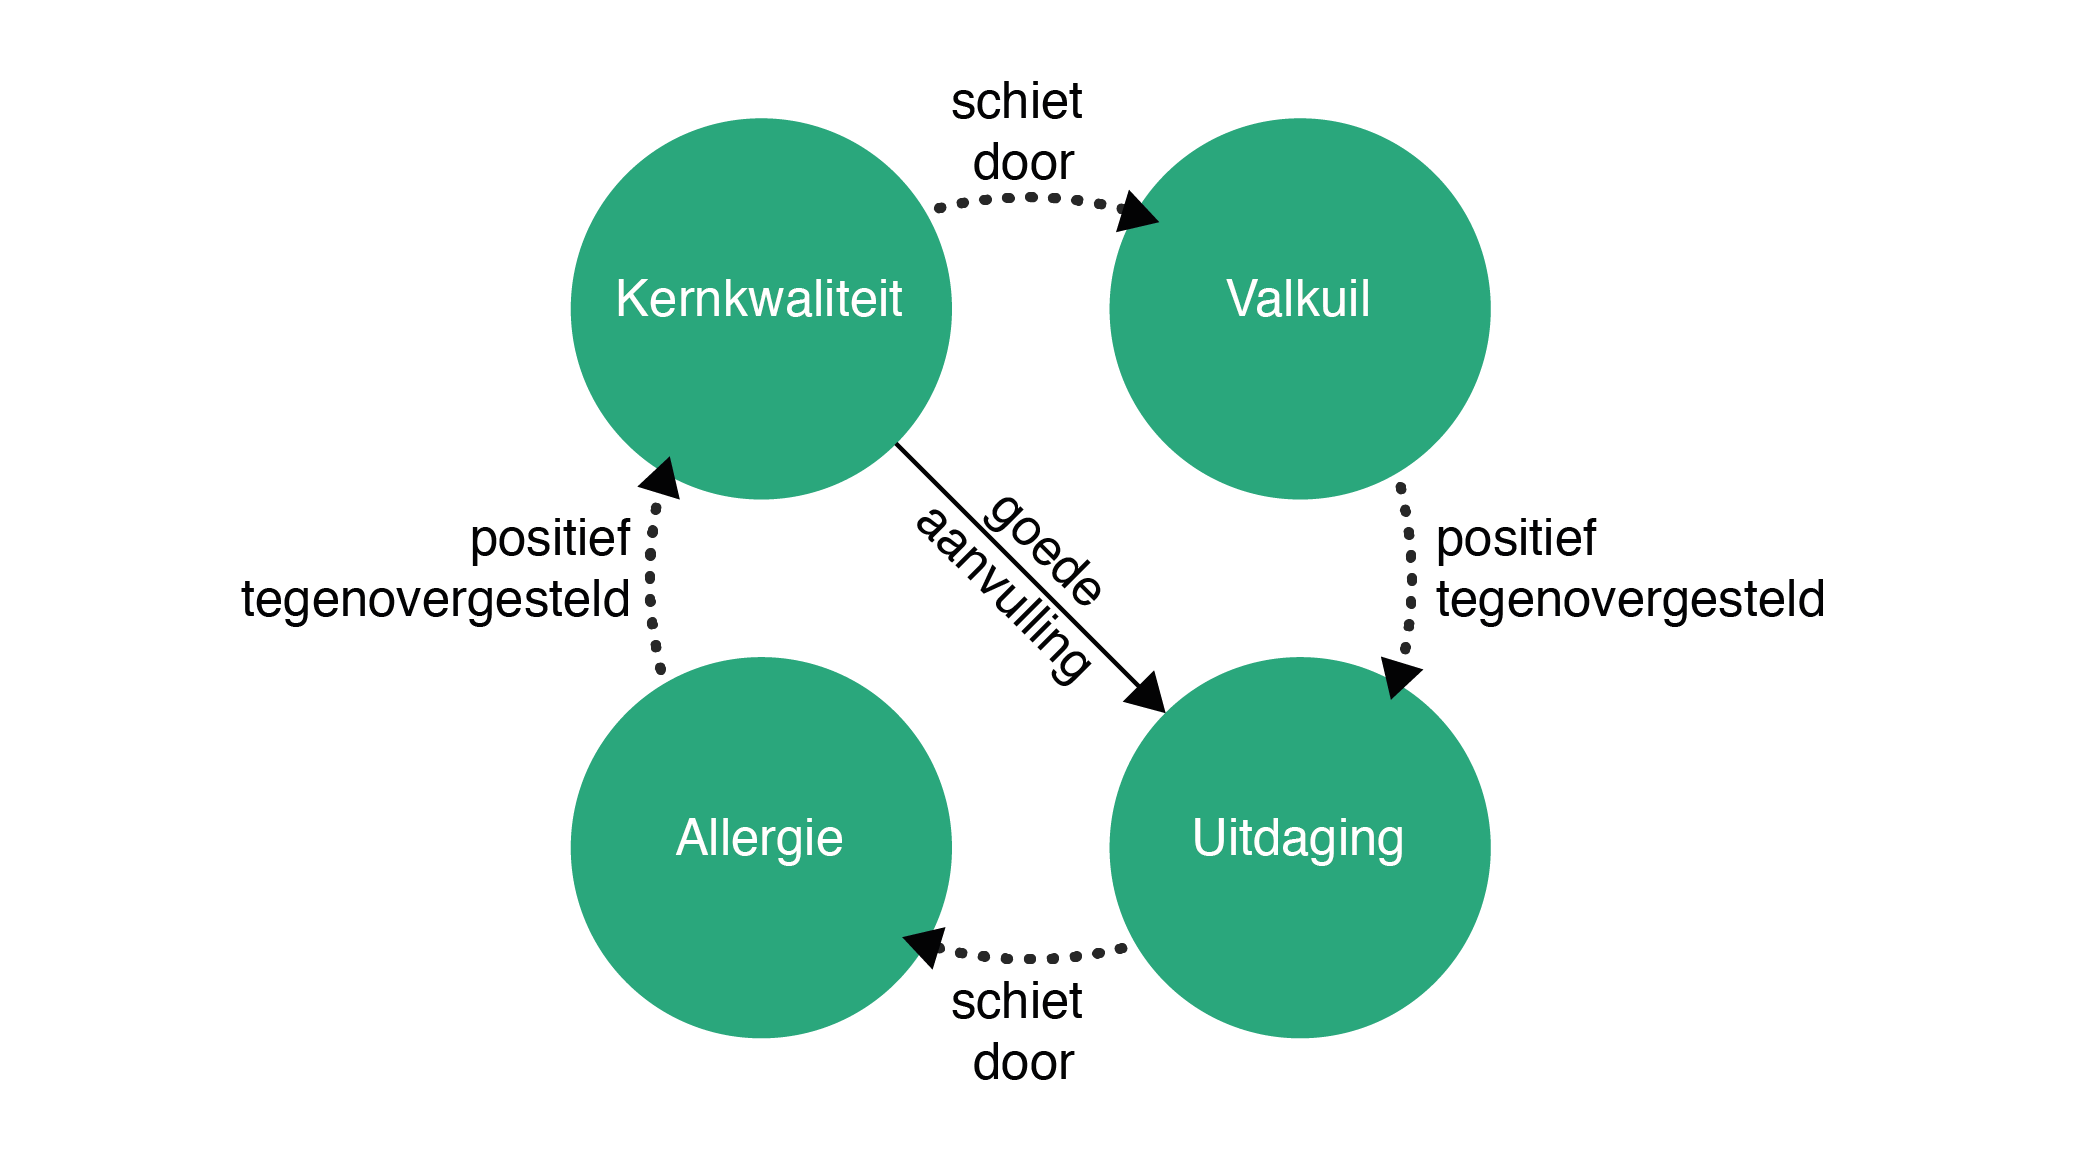 schiet
door
Kernkwaliteit
Valkuil
positief
tegenovergesteld
goede
aanvulling
positief
tegenovergesteld
Allergie
Uitdaging
schiet
door